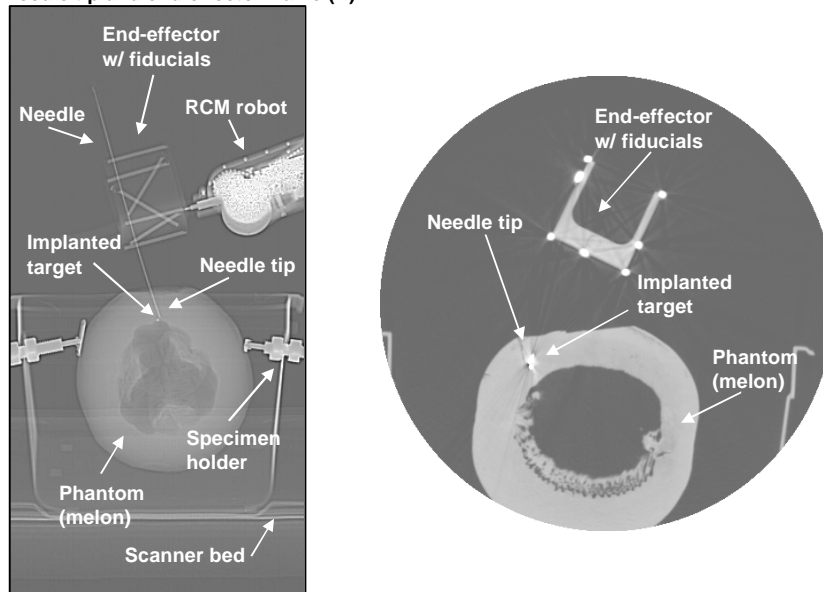 End-effector
w/ fiducials
Needle
RCM robot
Implanted
target
Needle tip
Specimen
holder
Phantom
(melon)
Scanner bed
End-effector
w/ fiducials
Needle tip
Implanted
target
Phantom
(melon)